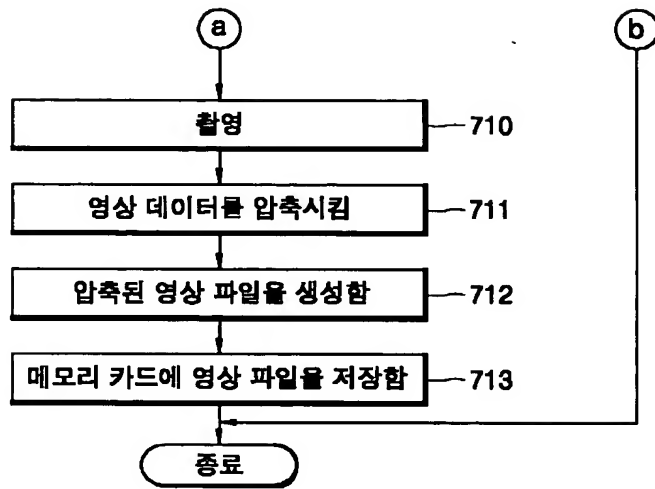 a
b
촬영
710
영상 데이터를 압축시킴
711
압축된 영상 파일을 생성함
712
메모리 카드에 영상 파일을 저장함
713
종료